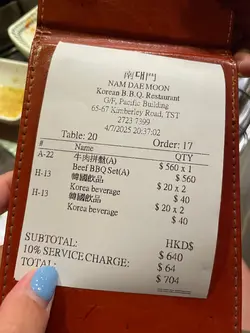 南대門
NAM DAE MOON
Korean B.B.Q. Restaurant
G/F, Pacific Building
65-67 Kimberley Road, TST
2723 7399
4/7/2025 20:37:02
Table: 20 Order: 17
# Name QTY
A-22 牛肉拼盤(A) $ 560 x 1
Beef BBQ Set(A) $ 560
H-13 韓國飲品 $ 20 x 2
Korea beverage $ 40
H-13 韓國飲品 $ 20 x 2
Korea beverage $ 40
SUBTOTAL: HKD$
10% SERVICE CHARGE: $ 640
TOTAL: $ 64
$ 704